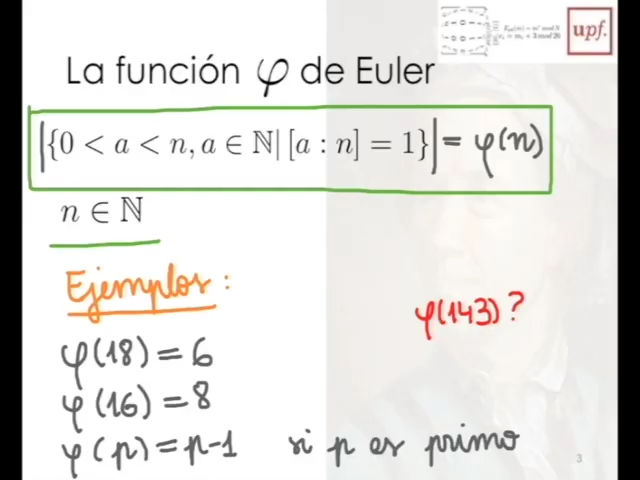 upf.
La función φ de Euler
|{0 < a < n, a ∈ ℕ| [a : n] = 1}| = φ(n)
n ∈ ℕ
Ejemplos :
φ(143)?
φ(18) = 6
φ(16) = 8
φ(p) = p-1 si p es primo
3